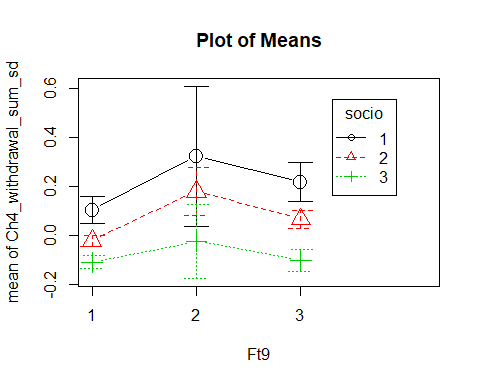 Plot of Means
mean of Ch4_withdrawal_sum_sd
0.6
0.4
0.2
0.0
-0.2
socio
1
2
3
1 2 3
Ft9